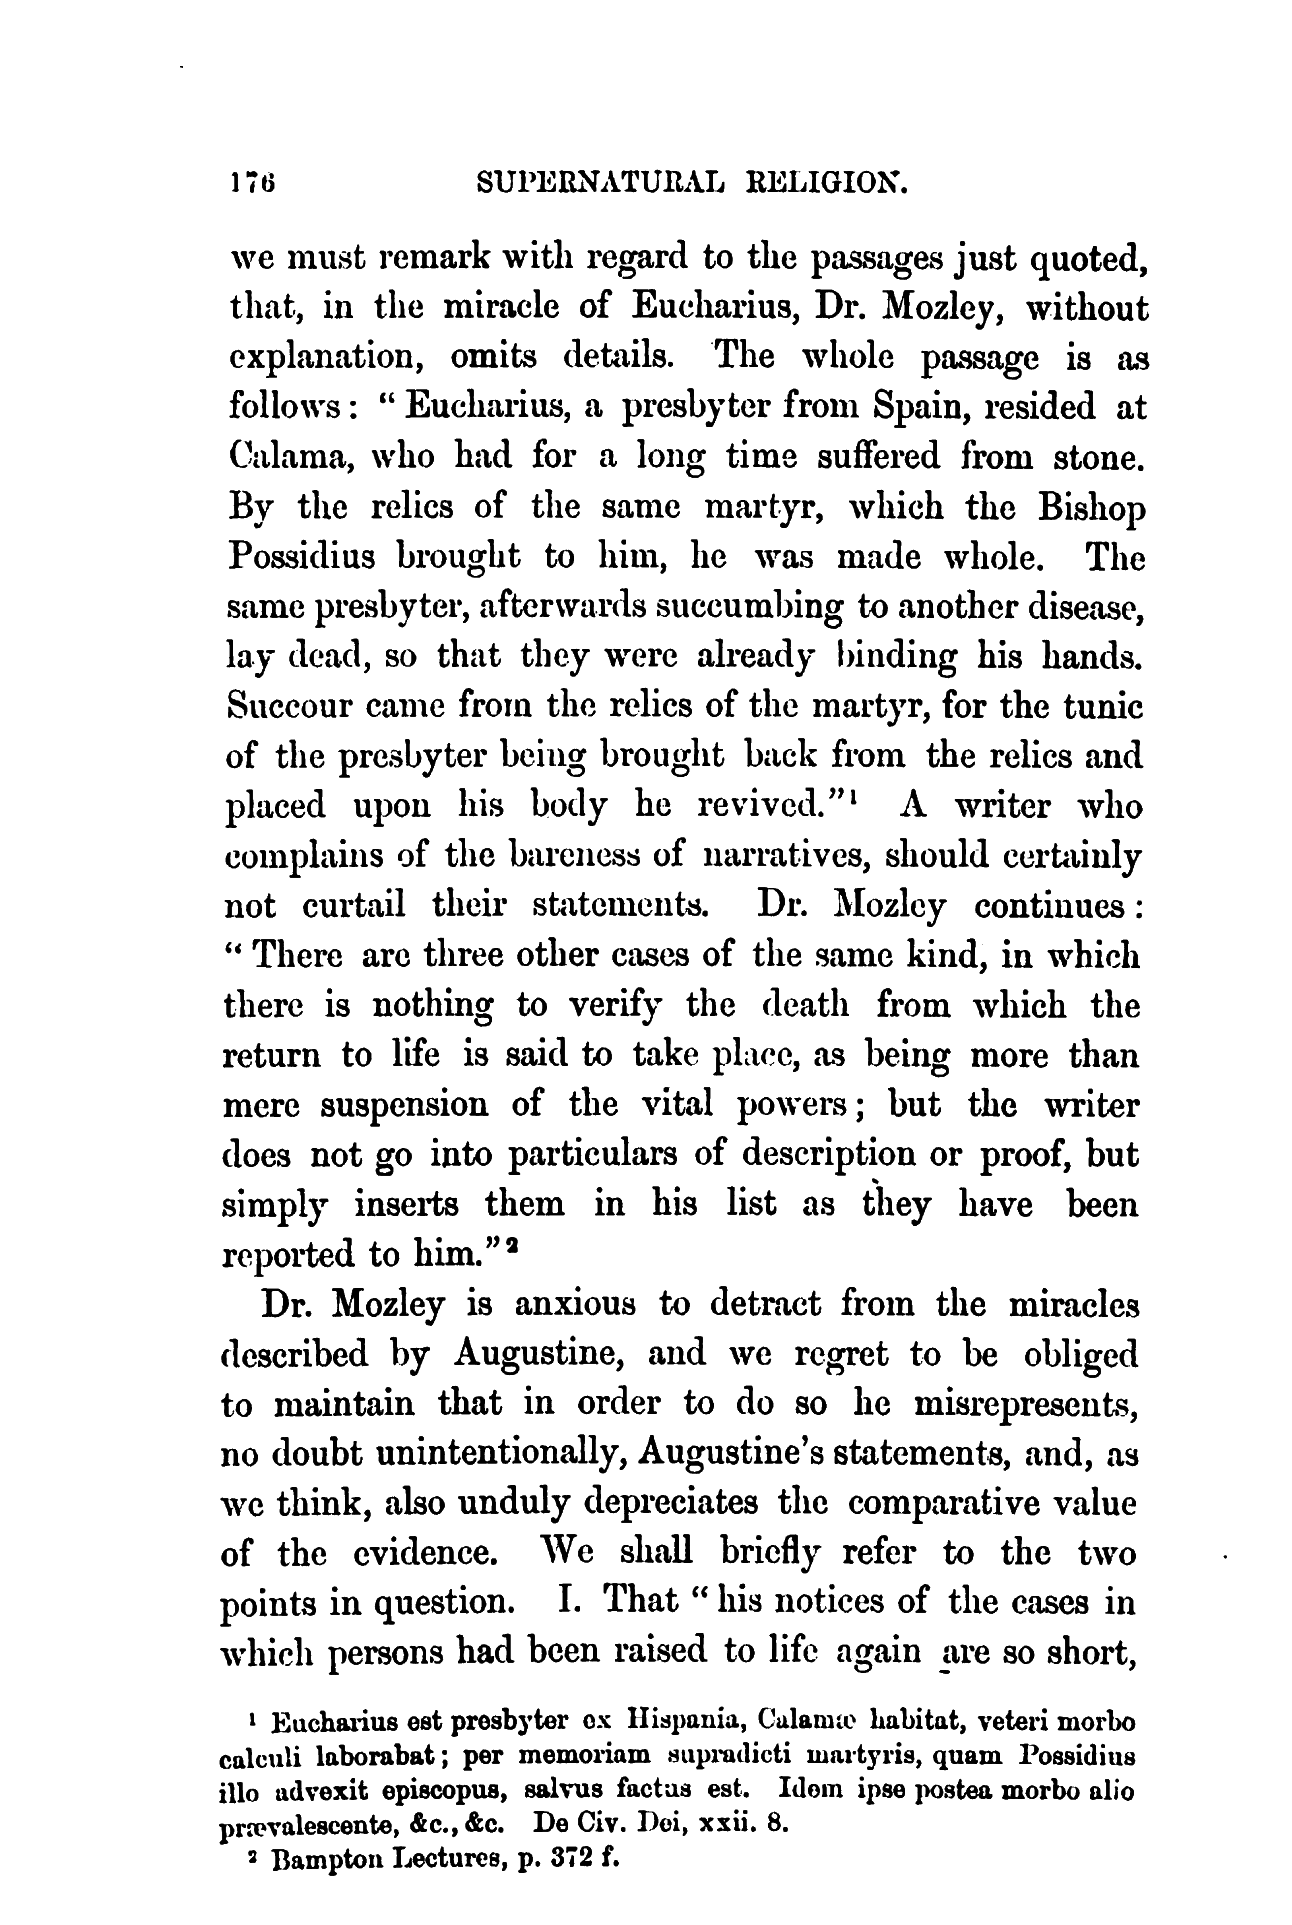 176 SUPERNATURAL RELIGION.
we must remark with regard to the passages just quoted,
that, in the miracle of Eucharius, Dr. Mozley, without
explanation, omits details. The whole passage is as
follows: “Eucharius, a presbyter from Spain, resided at
Calama, who had for a long time suffered from stone.
By the relics of the same martyr, which the Bishop
Possidius brought to him, he was made whole. The
same presbyter, afterwards succumbing to another disease,
lay dead, so that they were already binding his hands.
Succour came from the relics of the martyr, for the tunic
of the presbyter being brought back from the relics and
placed upon his body he revived.”¹ A writer who
complains of the bareness of narratives, should certainly
not curtail their statements. Dr. Mozley continues:
“There are three other cases of the same kind, in which
there is nothing to verify the death from which the
return to life is said to take place, as being more than
mere suspension of the vital powers; but the writer
does not go into particulars of description or proof, but
simply inserts them in his list as they have been
reported to him.”²
Dr. Mozley is anxious to detract from the miracles
described by Augustine, and we regret to be obliged
to maintain that in order to do so he misrepresents,
no doubt unintentionally, Augustine’s statements, and, as
we think, also unduly depreciates the comparative value
of the evidence. We shall briefly refer to the two
points in question. I. That “his notices of the cases in
which persons had been raised to life again are so short,
¹ Eucharius est presbyter ex Hispania, Calamæ habitat, veteri morbo
calculi laborabat; per memoriam supradicti martyris, quam Possidius
illo advexit episcopus, salvus factus est. Idem ipse postea morbo alio
prævalescente, &c., &c. De Civ. Dei, xxii. 8.
² Bampton Lectures, p. 372 f.